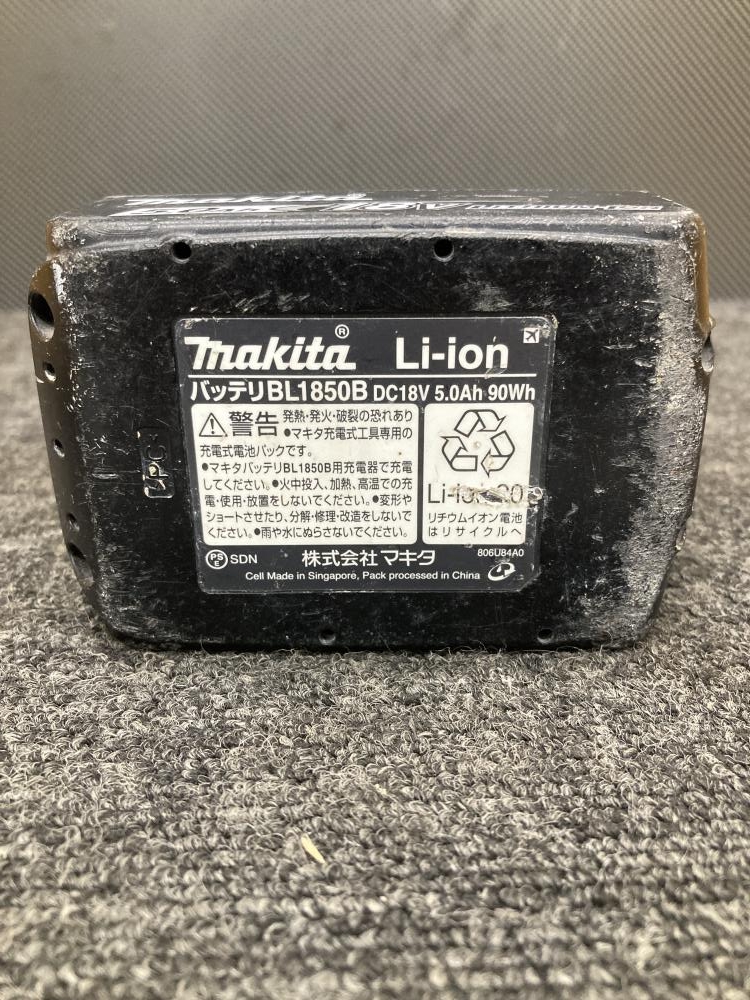 makita
18V
makita® Li-ion
バッテリBL1850B DC18V 5.0Ah 90Wh
警告 発熱・発火・破裂の恐れあり
●マキタ充電式工具専用の
充電式電池パックです。
●マキタバッテリBL1850B用充電器で充電
してください。●火中投入、加熱、高温での充
電・使用・放置をしないでください。●変形や
ショートさせたり、分解・修理・改造をしないで
ください。●雨や水にぬらさないでください。
Li-ion 00
リチウムイオン電池
はリサイクルへ
PS
E
SDN
株式会社マキタ
806U84A0
Cell Made in Singapore, Pack processed in China
>PC<